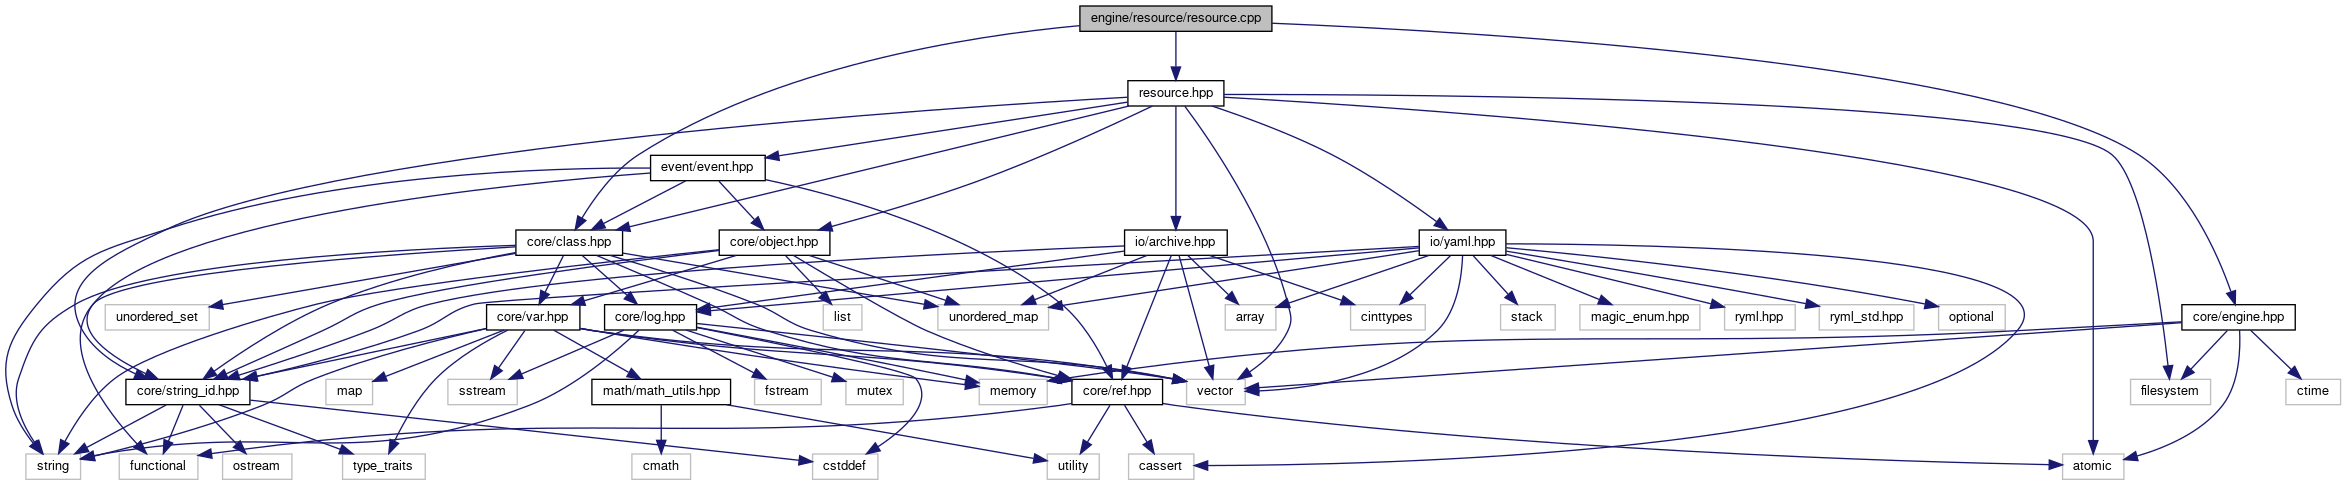 engine/resource/resource.cpp
resource.hpp
event/event.hpp
core/class.hpp
core/object.hpp
io/archive.hpp
io/yaml.hpp
unordered_set
core/var.hpp
core/log.hpp
list
unordered_map
array
cinttypes
stack
magic_enum.hpp
ryml.hpp
ryml_std.hpp
optional
core/engine.hpp
core/string_id.hpp
map
sstream
math/math_utils.hpp
fstream
mutex
memory
core/ref.hpp
vector
filesystem
ctime
string
functional
ostream
type_traits
cmath
cstddef
utility
cassert
atomic